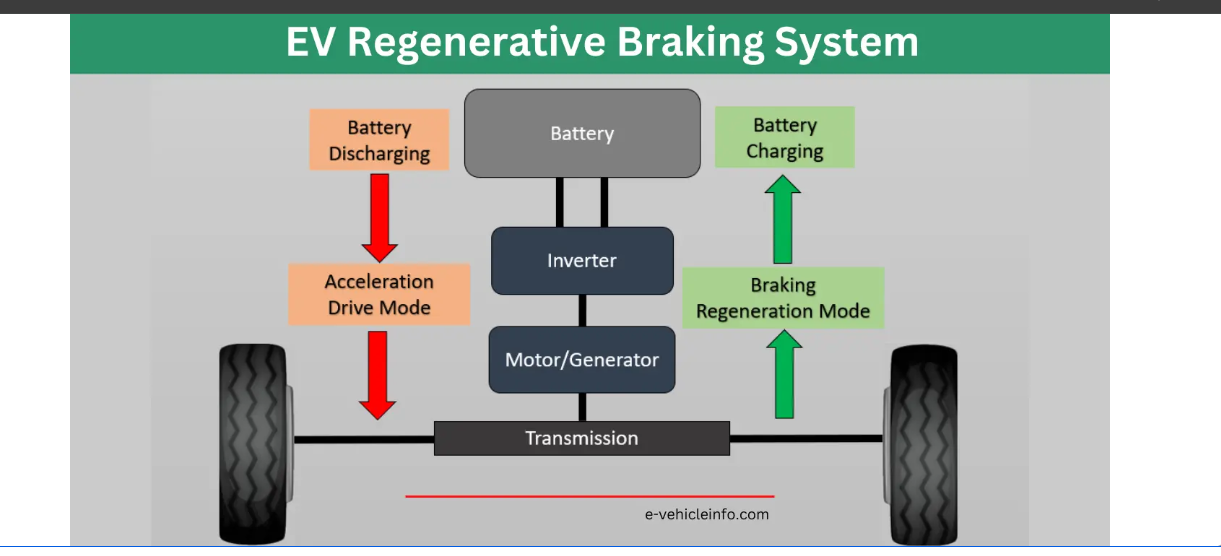 EV Regenerative Braking System
Battery
Discharging
Battery
Battery
Charging
Inverter
Acceleration
Drive Mode
Braking
Regeneration Mode
Motor/Generator
Transmission
e-vehicleinfo.com